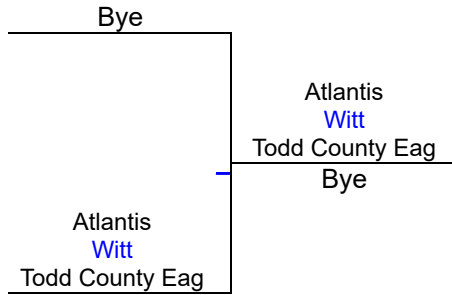 Bye
Atlantis
Witt
Todd County Eag
Bye
Atlantis
Witt
Todd County Eag